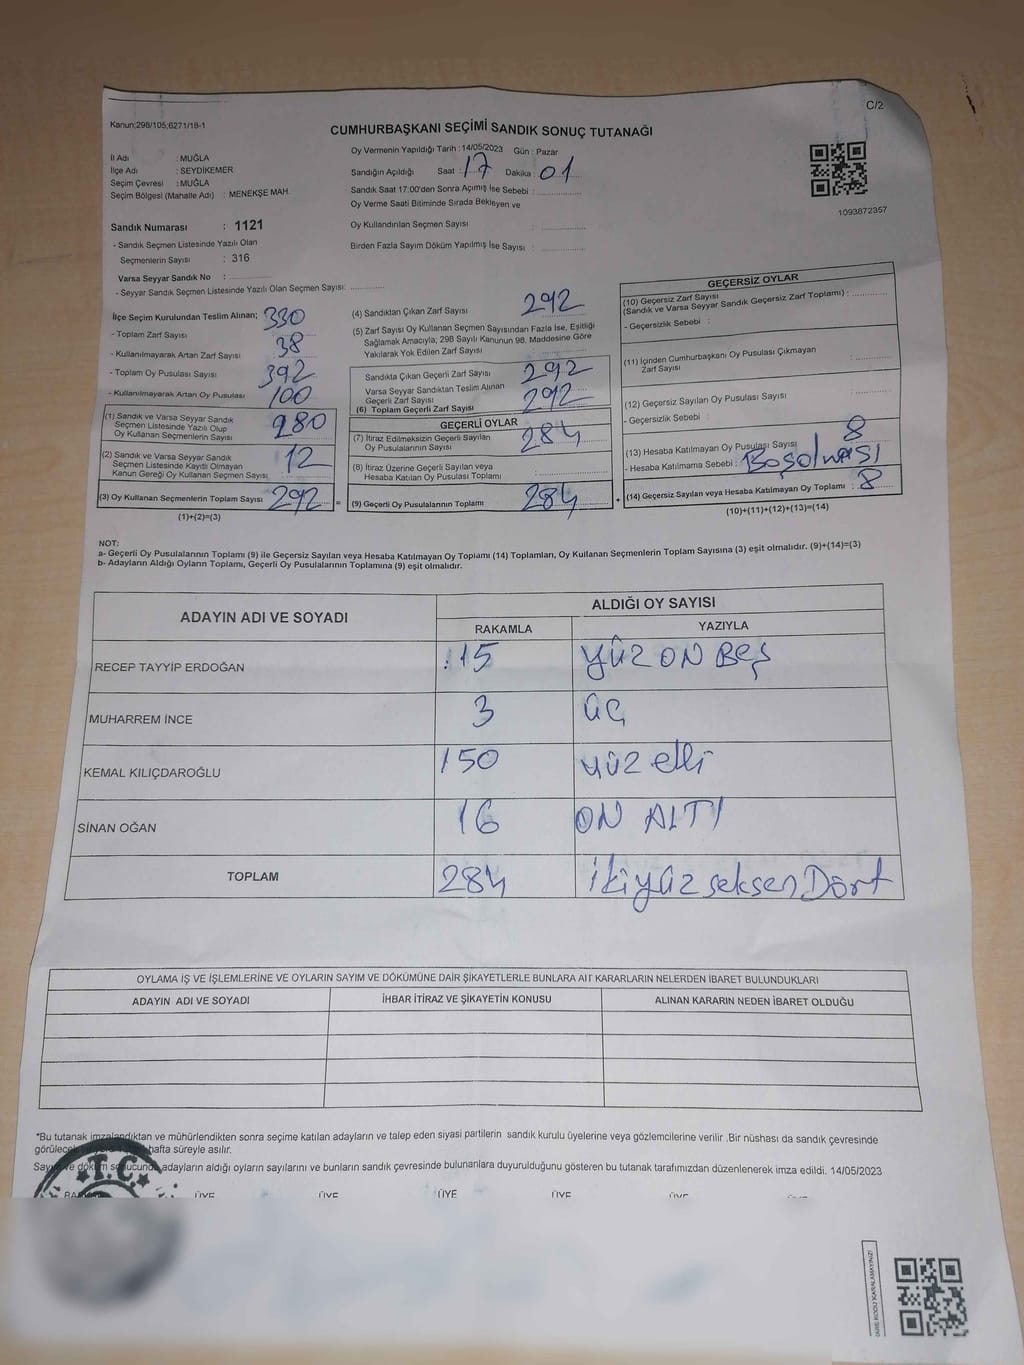 C/2
Kanun:298/105;6271/18-1
CUMHURBAŞKANI SEÇİMİ SANDIK SONUÇ TUTANAĞI
İl Adı : MUĞLA
İlçe Adı : SEYDİKEMER
Seçim Çevresi : MUĞLA
Seçim Bölgesi (Mahalle Adı) : MENEKŞE MAH.
Sandık Numarası : 1121
- Sandık Seçmen Listesinde Yazılı Olan
Seçmenlerin Sayısı : 316
Varsa Seyyar Sandık No :
- Seyyar Sandık Seçmen Listesinde Yazılı Olan Seçmen Sayısı:
Oy Vermenin Yapıldığı Tarih : 14/05/2023 Gün : Pazar
Sandığın Açıldığı Saat : 17 Dakika : 01
Sandık Saat 17.00'den Sonra Açımış İse Sebebi :
Oy Verme Saati Bitiminde Sırada Bekleyen ve
Oy Kullandırılan Seçmen Sayısı :
Birden Fazla Sayım Döküm Yapılmış İse Sayısı :
1093872357
İlçe Seçim Kurulundan Teslim Alınan;
- Toplam Zarf Sayısı 330
- Kullanılmayarak Artan Zarf Sayısı 38
- Toplam Oy Pusulası Sayısı 392
- Kullanılmayarak Artan Oy Pusulası 100
(1) Sandık ve Varsa Seyyar Sandık
Seçmen Listesinde Yazılı Olup
Oy Kullanan Seçmenlerin Sayısı 280
(2) Sandık ve Varsa Seyyar Sandık
Seçmen Listesinde Kayıtlı Olmayan
Kanun Gereği Oy Kullanan Seçmen Sayısı 12
(3) Oy Kullanan Seçmenlerin Toplam Sayısı 292 =
(1)+(2)=(3)
(4) Sandıktan Çıkan Zarf Sayısı 292
(5) Zarf Sayısı Oy Kullanan Seçmen Sayısından Fazla İse, Eşitliği
Sağlamak Amacıyla; 298 Sayılı Kanunun 98. Maddesine Göre
Yakılarak Yok Edilen Zarf Sayısı :
Sandıkta Çıkan Geçerli Zarf Sayısı 292
Varsa Seyyar Sandıktan Teslim Alınan
Geçerli Zarf Sayısı
(6) Toplam Geçerli Zarf Sayısı 292
GEÇERLİ OYLAR
(7) İtiraz Edilmeksizin Geçerli Sayılan
Oy Pusulalarının Sayısı 284
(8) İtiraz Üzerine Geçerli Sayılan veya
Hesaba Katılan Oy Pusulası Toplamı :
(9) Geçerli Oy Pusulalarının Toplamı 284 +
GEÇERSİZ OYLAR
(10) Geçersiz Zarf Sayısı
(Sandık ve Varsa Seyyar Sandık Geçersiz Zarf Toplamı) :
- Geçersizlik Sebebi :
(11) İçinden Cumhurbaşkanı Oy Pusulası Çıkmayan
Zarf Sayısı :
(12) Geçersiz Sayılan Oy Pusulası Sayısı :
- Geçersizlik Sebebi :
(13) Hesaba Katılmayan Oy Pusulası Sayısı 8
- Hesaba Katılmama Sebebi : Boş olması
(14) Geçersiz Sayılan veya Hesaba Katılmayan Oy Toplamı : 8
(10)+(11)+(12)+(13)=(14)
NOT:
a- Geçerli Oy Pusulalarının Toplamı (9) ile Geçersiz Sayılan veya Hesaba Katılmayan Oy Toplamı (14) Toplamları, Oy Kullanan Seçmenlerin Toplam Sayısına (3) eşit olmalıdır. (9)+(14)=(3)
b- Adayların Aldığı Oyların Toplamı, Geçerli Oy Pusulalarının Toplamına (9) eşit olmalıdır.
ADAYIN ADI VE SOYADI ALDIĞI OY SAYISI
RAKAMLA YAZIYLA
RECEP TAYYİP ERDOĞAN 115 yüz ON BEŞ
MUHARREM İNCE 3 üç
KEMAL KILIÇDAROĞLU 150 yüz elli
SİNAN OĞAN 16 ON ALTI
TOPLAM 284 ikiyüz seksen Dört
OYLAMA İŞ VE İŞLEMLERİNE VE OYLARIN SAYIM VE DÖKÜMÜNE DAİR ŞİKAYETLERLE BUNLARA AİT KARARLARIN NELERDEN İBARET BULUNDUKLARI
ADAYIN ADI VE SOYADI İHBAR İTİRAZ VE ŞİKAYETİN KONUSU ALINAN KARARIN NEDEN İBARET OLDUĞU
*Bu tutanak imzalandıktan ve mühürlendikten sonra seçime katılan adayların ve talep eden siyasi partilerin sandık kurulu üyelerine veya gözlemcilerine verilir .Bir nüshası da sandık çevresinde
hafta süreyle asılır.
Sayım ve döküm sonucunda adayların aldığı oyların sayılarını ve bunların sandık çevresinde bulunanlara duyurulduğunu gösteren bu tutanak tarafımızdan düzenlenerek imza edildi. 14/05/2023
T.C.
ÜYE ÜYE ÜYE ÜYE